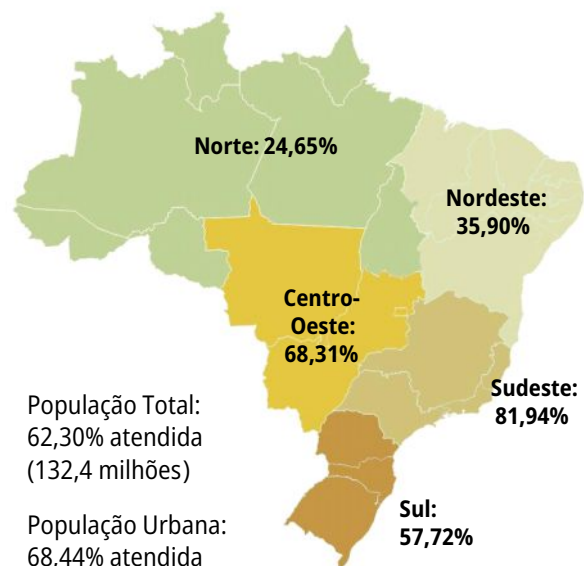 Norte: 24,65%
Nordeste:
35,90%
Centro-
Oeste:
68,31%
Sudeste:
81,94%
Sul:
57,72%
População Total:
62,30% atendida
(132,4 milhões)
População Urbana:
68,44% atendida